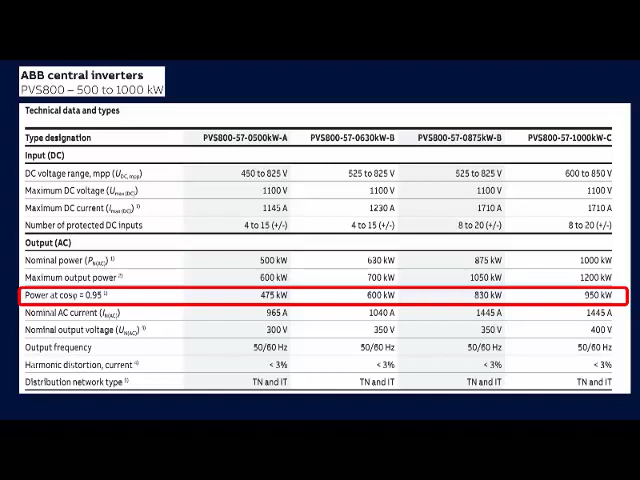 ABB central inverters
PVS800 – 500 to 1000 kW
Technical data and types
Type designation PVS800-57-0500kW-A PVS800-57-0630kW-B PVS800-57-0875kW-B PVS800-57-1000kW-C
Input (DC)
DC voltage range, mpp (U_DC, mpp) 450 to 825 V 525 to 825 V 525 to 825 V 600 to 850 V
Maximum DC voltage (U_max (DC)) 1100 V 1100 V 1100 V 1100 V
Maximum DC current (I_max (DC)) ¹⁾ 1145 A 1230 A 1710 A 1710 A
Number of protected DC inputs 4 to 15 (+/-) 4 to 15 (+/-) 8 to 20 (+/-) 8 to 20 (+/-)
Output (AC)
Nominal power (P_N(AC)) ¹⁾ 500 kW 630 kW 875 kW 1000 kW
Maximum output power ²⁾ 600 kW 700 kW 1050 kW 1200 kW
Power at cosφ = 0.95 ¹⁾ 475 kW 600 kW 830 kW 950 kW
Nominal AC current (I_N(AC)) 965 A 1040 A 1445 A 1445 A
Nominal output voltage (U_N(AC)) ³⁾ 300 V 350 V 350 V 400 V
Output frequency 50/60 Hz 50/60 Hz 50/60 Hz 50/60 Hz
Harmonic distortion, current ⁴⁾ < 3% < 3% < 3% < 3%
Distribution network type ⁵⁾ TN and IT TN and IT TN and IT TN and IT